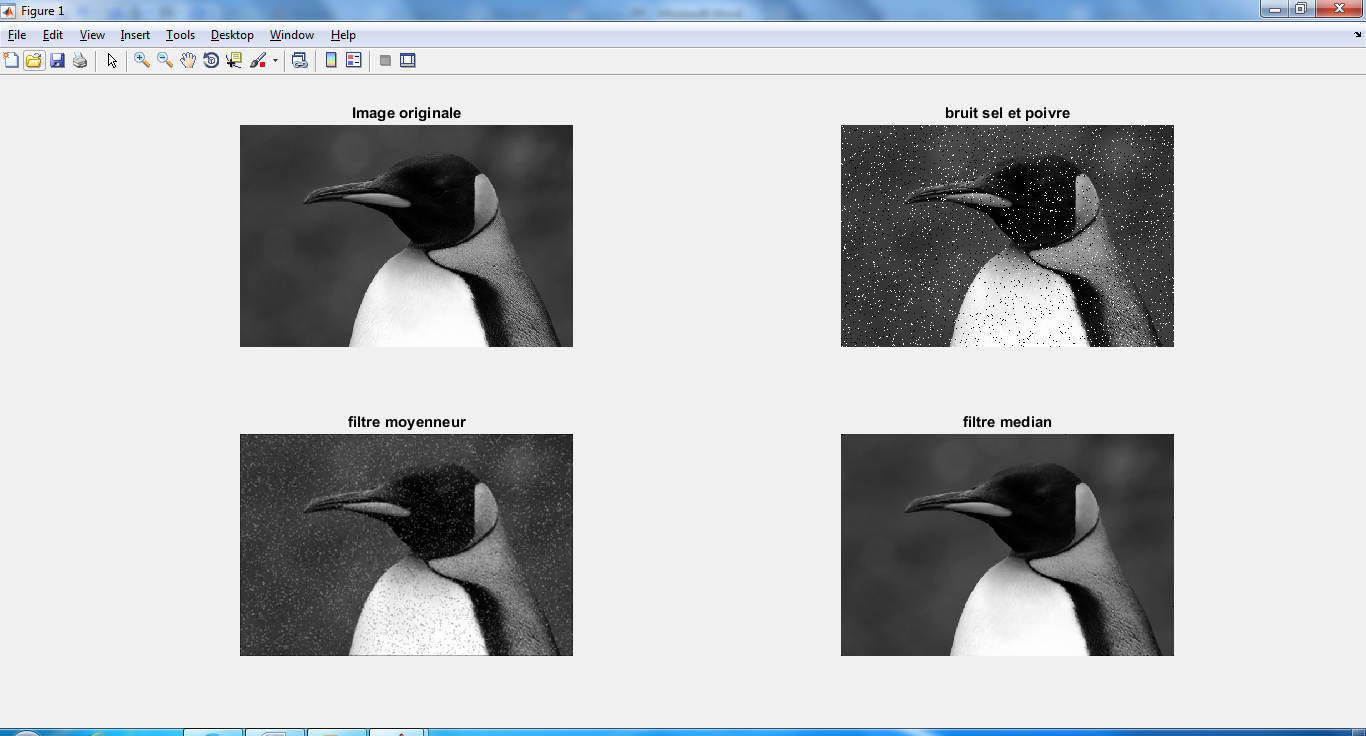 Figure 1
File Edit View Insert Tools Desktop Window Help
Image originale
bruit sel et poivre
filtre moyenneur
filtre median